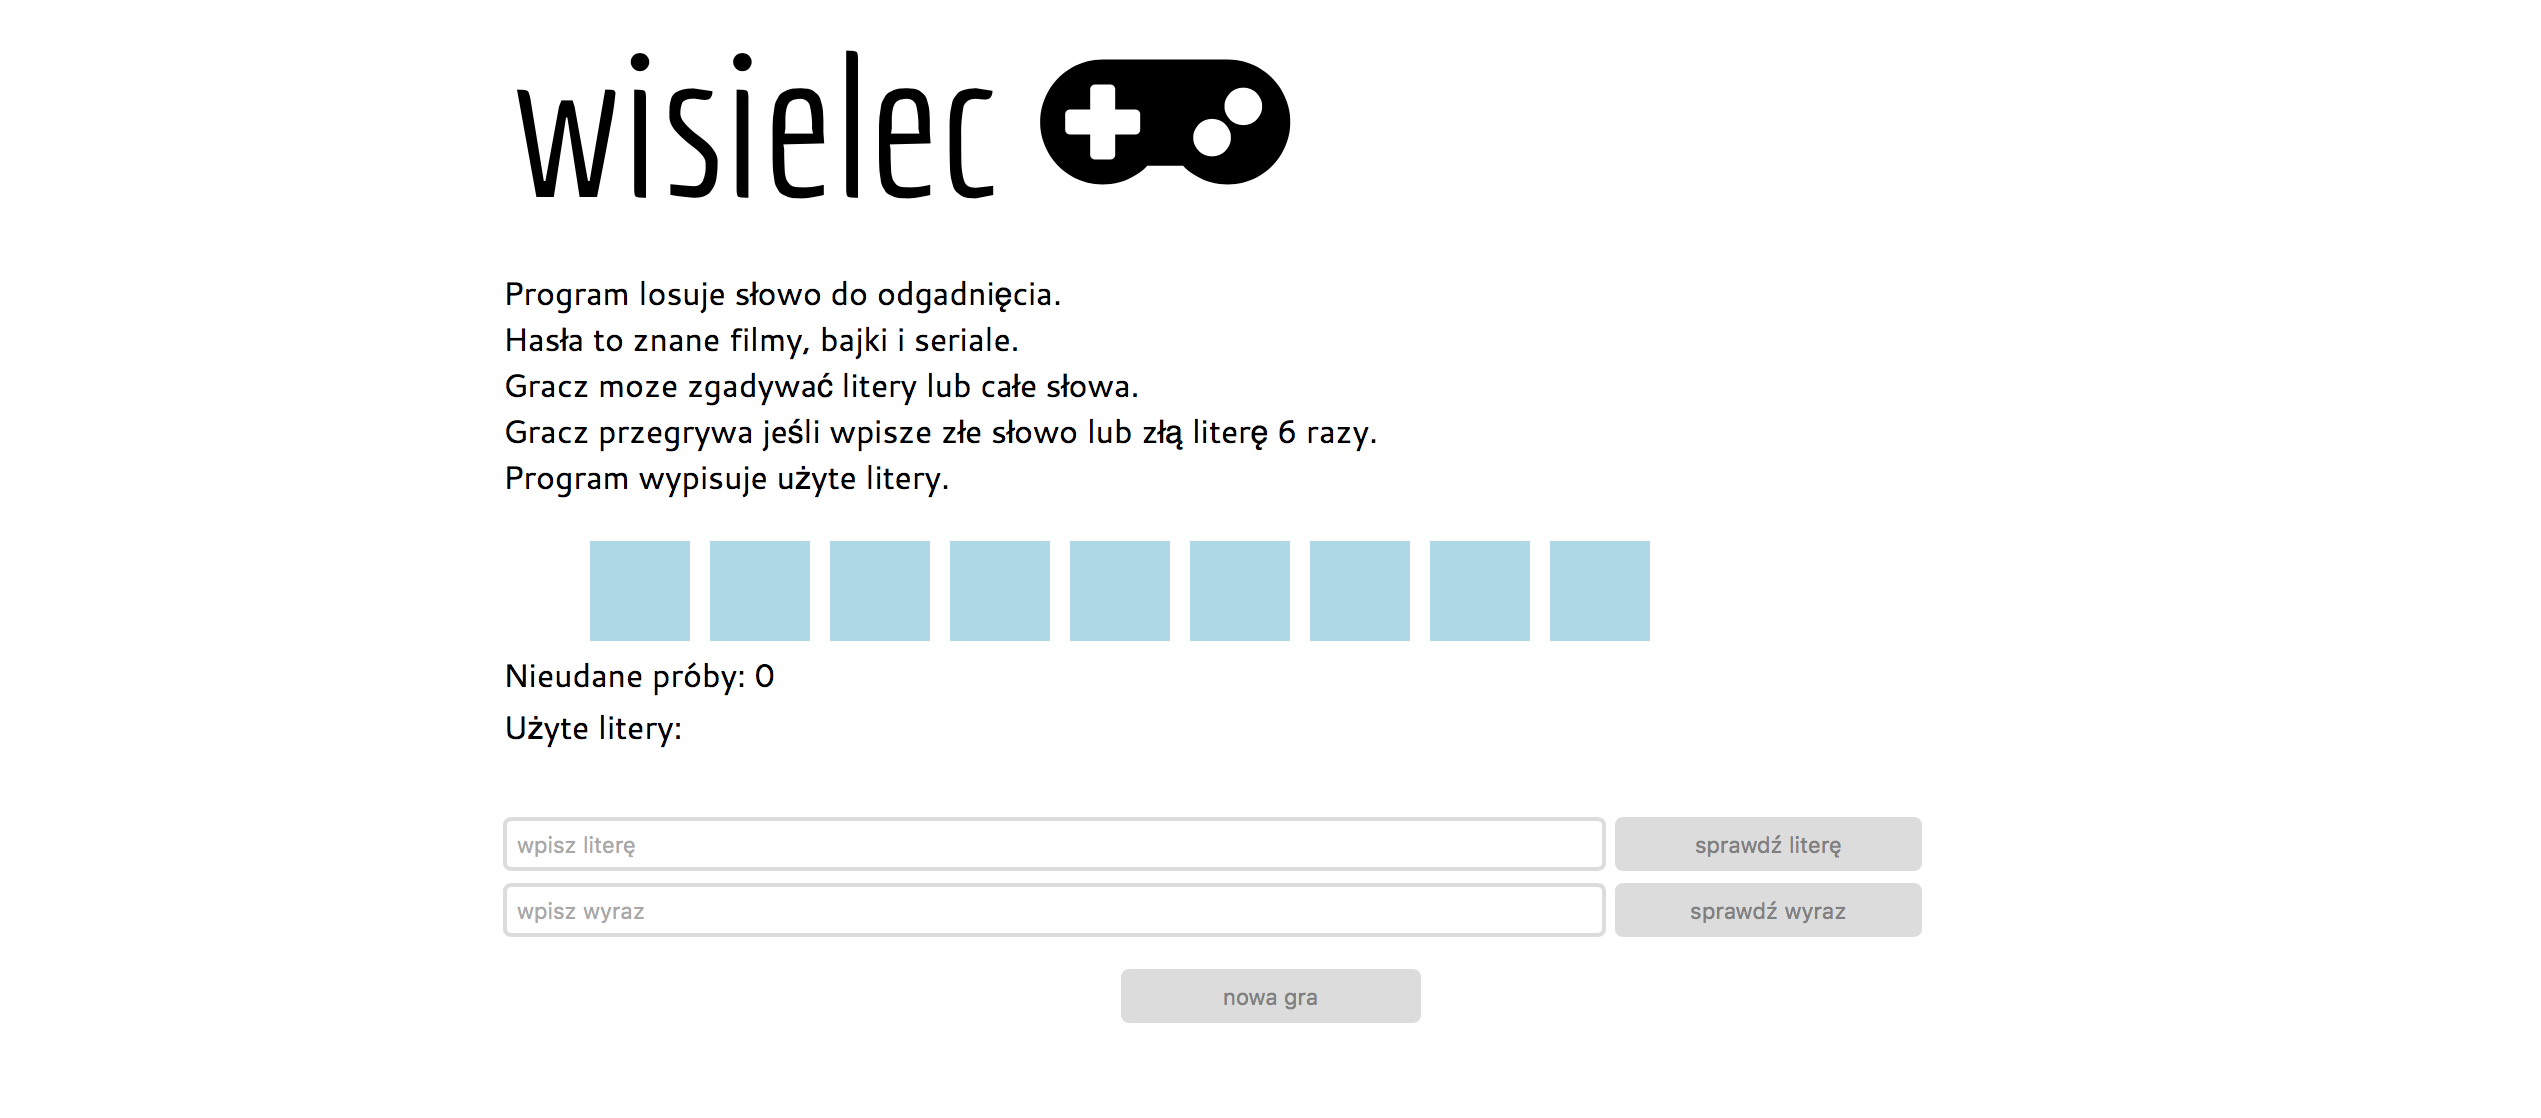 wisielec
Program losuje słowo do odgadnięcia.
Hasła to znane filmy, bajki i seriale.
Gracz moze zgadywać litery lub całe słowa.
Gracz przegrywa jeśli wpisze złe słowo lub złą literę 6 razy.
Program wypisuje użyte litery.
Nieudane próby: 0
Użyte litery:
wpisz literę
sprawdź literę
wpisz wyraz
sprawdź wyraz
nowa gra